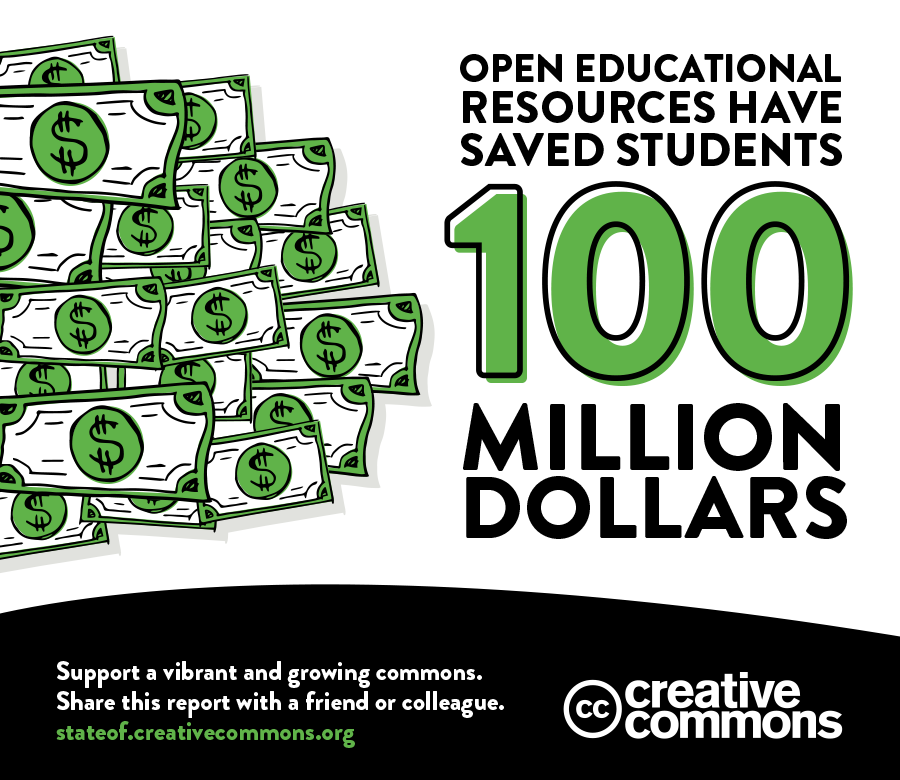 OPEN EDUCATIONAL
RESOURCES HAVE
SAVED STUDENTS
100
MILLION
DOLLARS
Support a vibrant and growing commons.
Share this report with a friend or colleague.
stateof.creativecommons.org
cc creative
commons